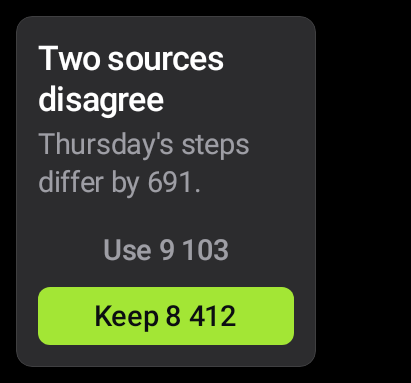 Two sources
disagree
Thursday's steps
differ by 691.
Use 9 103
Keep 8 412